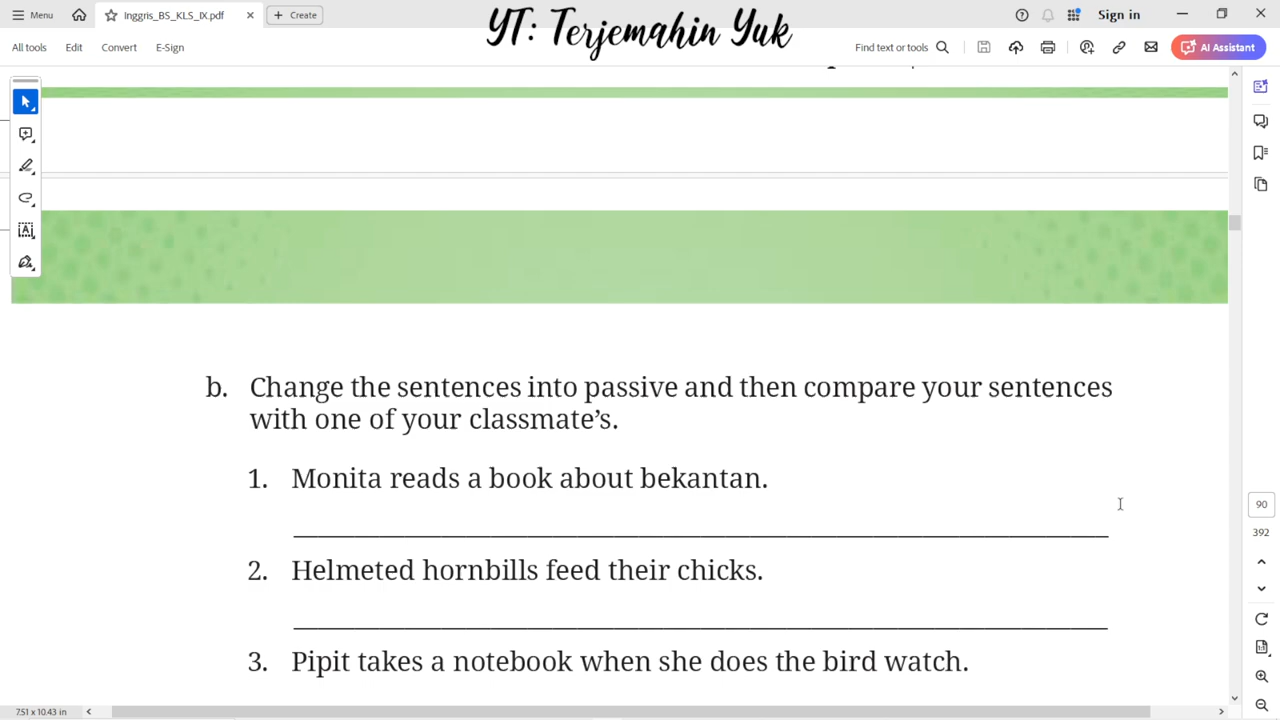 Menu
Inggris_BS_KLS_IX.pdf
Create
YT: Terjemahin Yuk
Sign in
All tools
Edit
Convert
E-Sign
Find text or tools
AI Assistant
b. Change the sentences into passive and then compare your sentences
with one of your classmate's.
1. Monita reads a book about bekantan.
2. Helmeted hornbills feed their chicks.
3. Pipit takes a notebook when she does the bird watch.
90
392
7.51 x 10.43 in